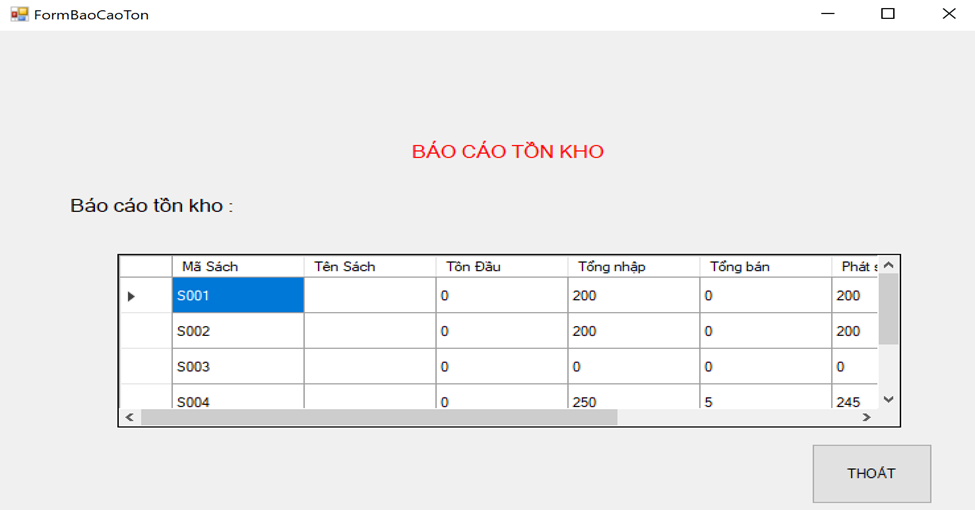 FormBaoCaoTon
BÁO CÁO TỒN KHO
Báo cáo tồn kho :
Mã Sách Tên Sách Tồn Đầu Tổng nhập Tổng bán Phát
S001 0 200 0 200
S002 0 200 0 200
S003 0 0 0 0
S004 0 250 5 245
THOÁT